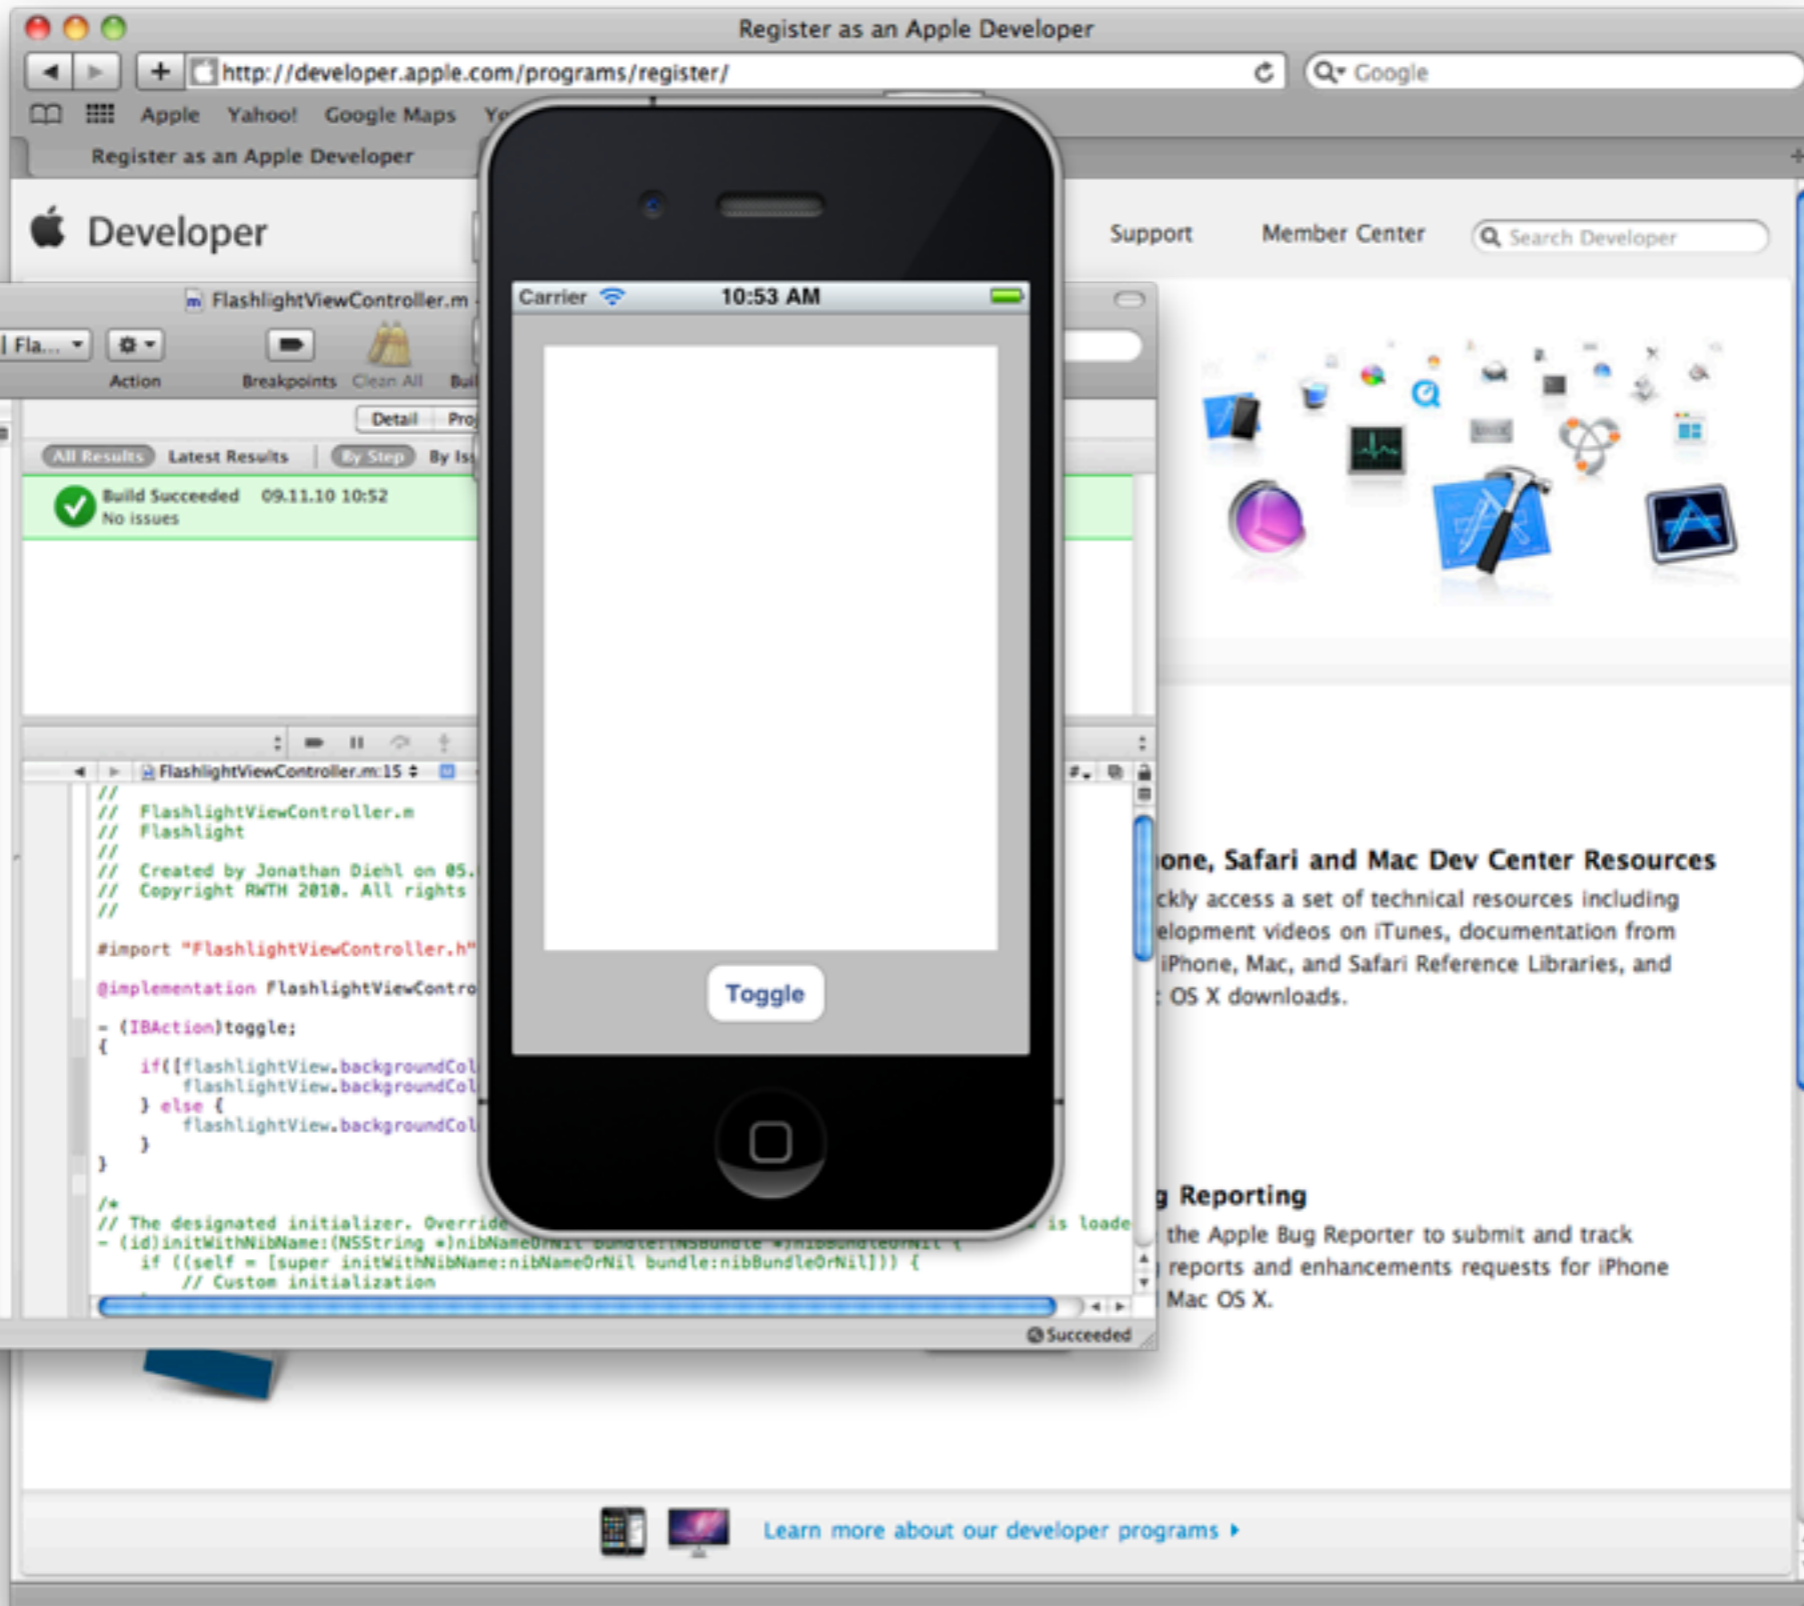 Register as an Apple Developer
http://developer.apple.com/programs/register/
Google
Apple Yahoo! Google Maps
Register as an Apple Developer
Developer
Support
Member Center
Search Developer
FlashlightViewController.m
Carrier 10:53 AM
Fla...
Action
Breakpoints
Clean All
Detail
All Results Latest Results By Step
Build Succeeded 09.11.10 10:52
No issues
FlashlightViewController.m:15
//
// FlashlightViewController.m
// Flashlight
//
// Created by Jonathan Diehl on 05.
// Copyright RWTH 2010. All rights
//
#import "FlashlightViewController.h"
@implementation FlashlightViewContro
- (IBAction)toggle;
{
if([flashlightView.backgroundCol
flashlightView.backgroundCol
} else {
flashlightView.backgroundCol
}
}
/*
// The designated initializer. Override is loade
- (id)initWithNibName:(NSString *)nibNameOrNil bundle:(NSBundle *)nibBundleOrNil {
if ((self = [super initWithNibName:nibNameOrNil bundle:nibBundleOrNil])) {
// Custom initialization
Succeeded
Toggle
one, Safari and Mac Dev Center Resources
ckly access a set of technical resources including
elopment videos on iTunes, documentation from
iPhone, Mac, and Safari Reference Libraries, and
OS X downloads.
g Reporting
the Apple Bug Reporter to submit and track
reports and enhancements requests for iPhone
Mac OS X.
Learn more about our developer programs